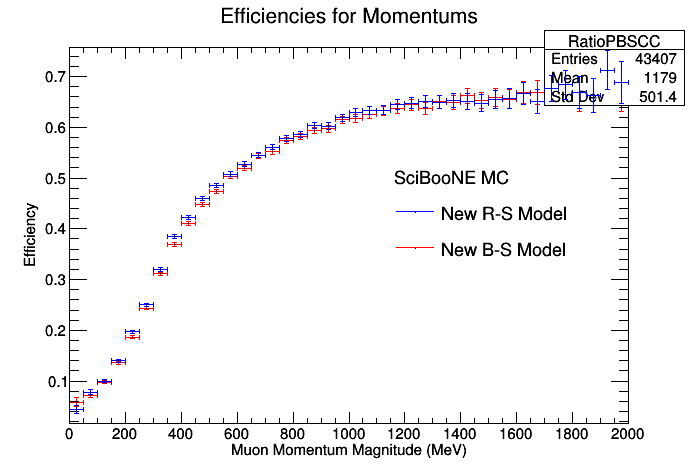 Efficiencies for Momentums
RatioPBSCC
Entries 43407
Mean 1179
Std Dev 501.4
0.7
0.6
0.5
0.4
0.3
0.2
0.1
Efficiency
SciBooNE MC
New R-S Model
New B-S Model
0 200 400 600 800 1000 1200 1400 1600 1800 2000
Muon Momentum Magnitude (MeV)